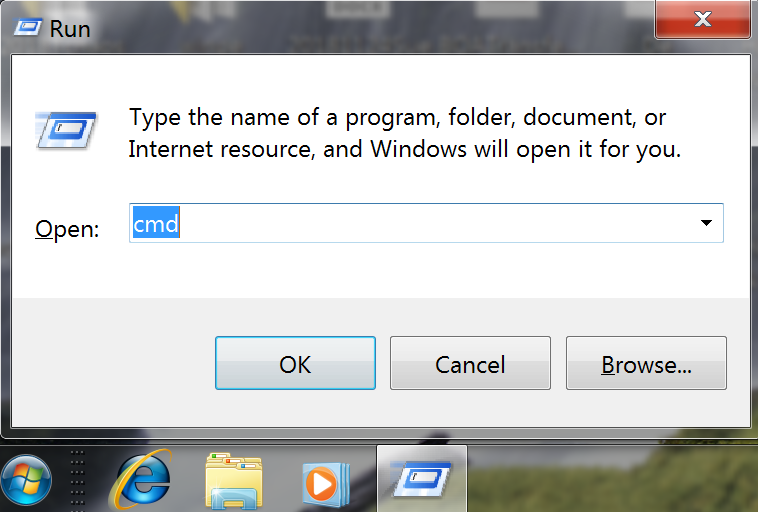 Run
Type the name of a program, folder, document, or
Internet resource, and Windows will open it for you.
Open:
cmd
OK
Cancel
Browse...